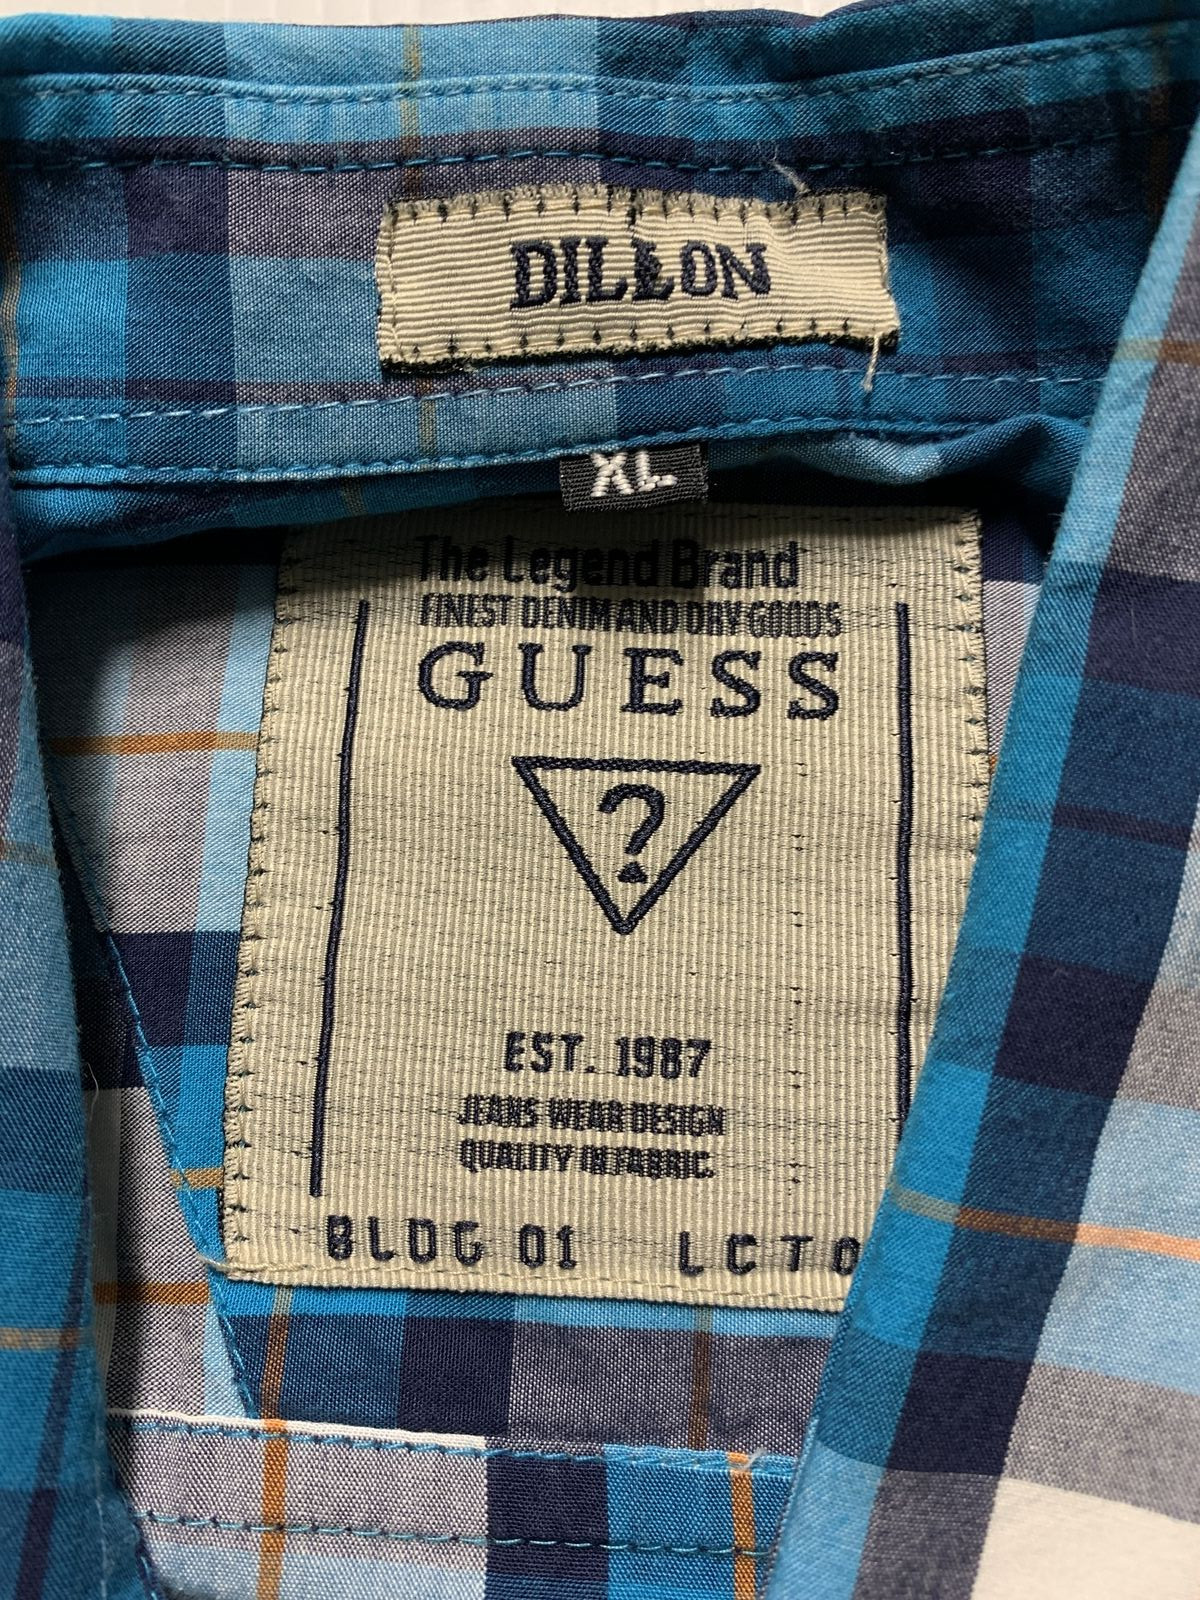 DILLON
XL
The Legend Brand
FINEST DENIM AND DRY GOODS
GUESS
?
EST. 1987
JEANS WEAR DESIGN
QUALITY IN FABRIC
BLDG 01 LCTO